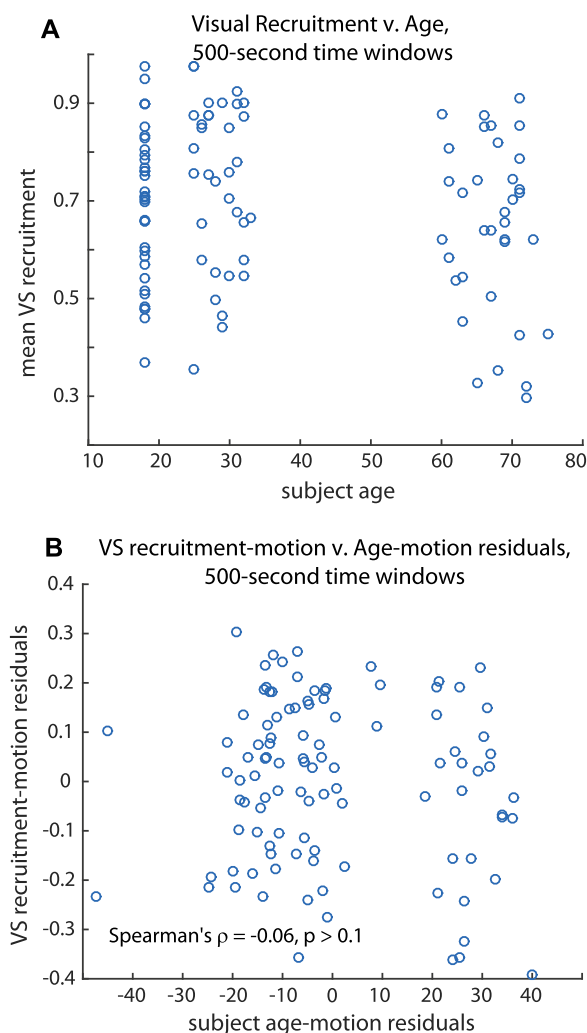 A
Visual Recruitment v. Age,
500-second time windows
0.9
0.7
0.5
0.3
mean VS recruitment
10 20 30 40 50 60 70 80
subject age
B
VS recruitment-motion v. Age-motion residuals,
500-second time windows
0.4
0.3
0.2
0.1
0
-0.1
-0.2
-0.3
-0.4
VS recruitment-motion residuals
Spearman's ρ = -0.06, p > 0.1
-40 -30 -20 -10 0 10 20 30 40
subject age-motion residuals